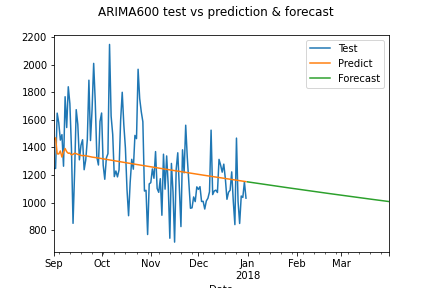 ARIMA600 test vs prediction & forecast
2200
2000
1800
1600
1400
1200
1000
800
Test
Predict
Forecast
Sep Oct Nov Dec Jan Feb Mar
2018